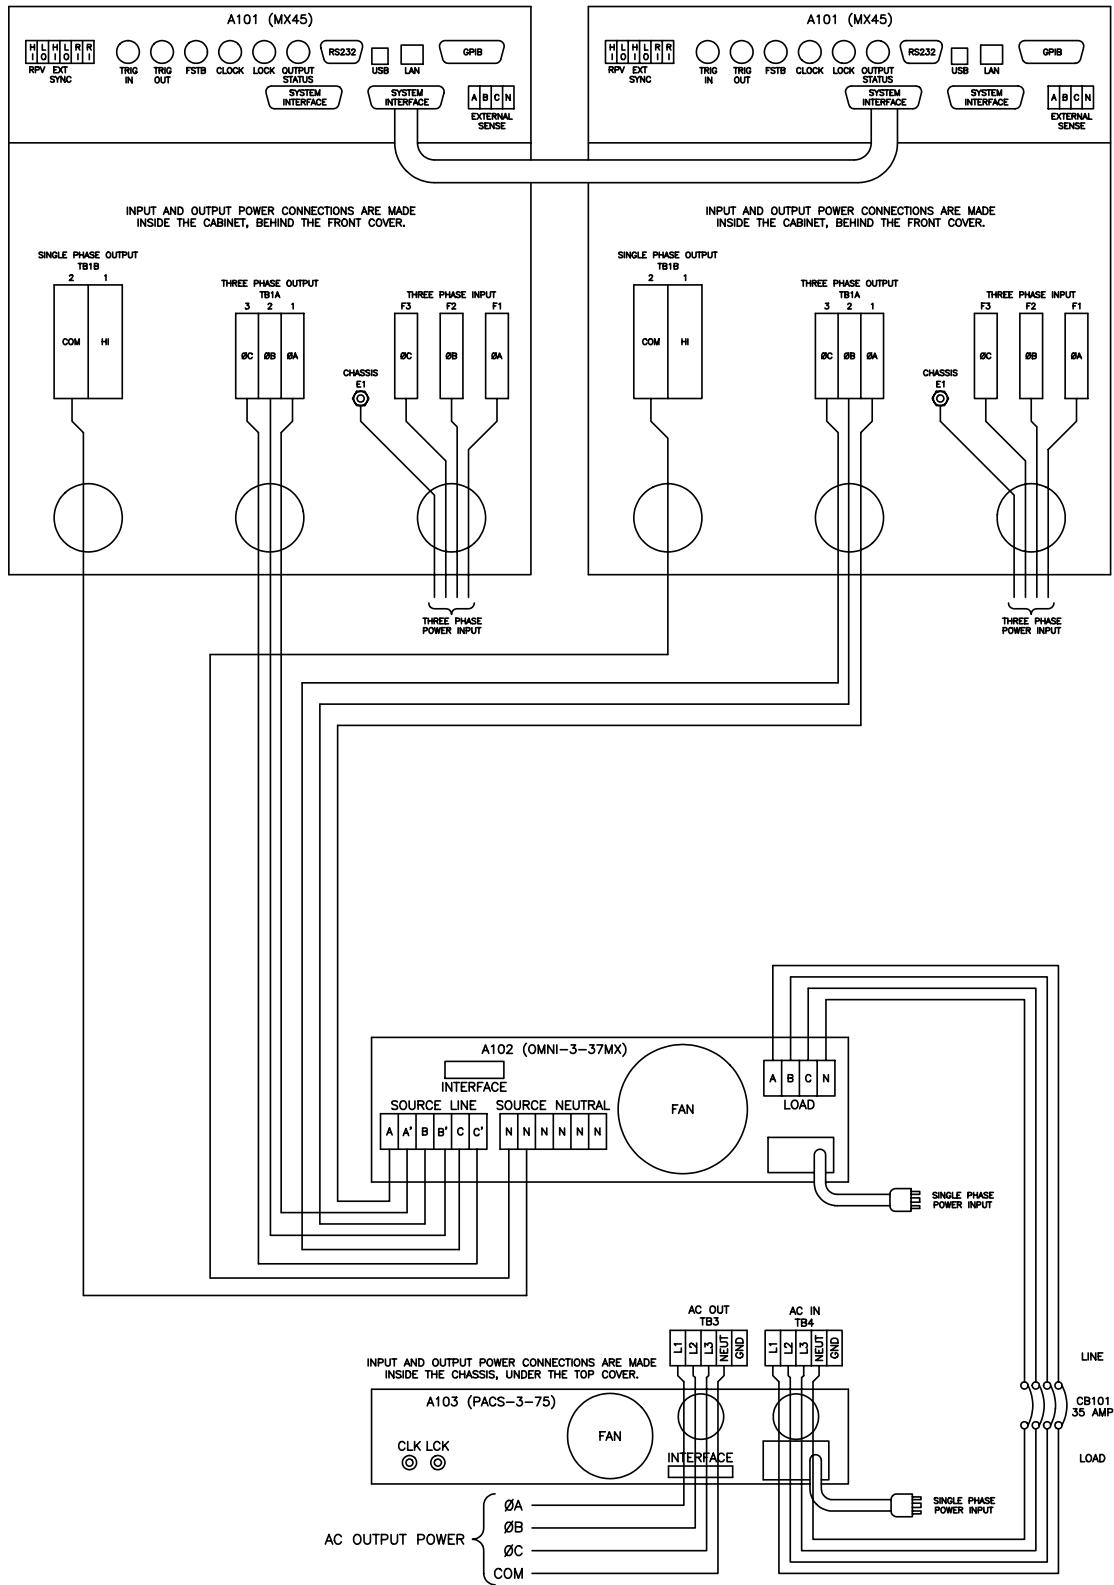 A101 (MX45)
H L H L R R
I O I O I I
RPV EXT
SYNC
TRIG
IN
TRIG
OUT
FSTB
CLOCK
LOCK
OUTPUT
STATUS
RS232
USB
LAN
GPIB
SYSTEM
INTERFACE
SYSTEM
INTERFACE
A B C N
EXTERNAL
SENSE
INPUT AND OUTPUT POWER CONNECTIONS ARE MADE
INSIDE THE CABINET, BEHIND THE FRONT COVER.
SINGLE PHASE OUTPUT
TB1B
2 1
COM HI
THREE PHASE OUTPUT
TB1A
3 2 1
ØC ØB ØA
CHASSIS
E1
THREE PHASE INPUT
F3 F2 F1
ØC ØB ØA
THREE PHASE
POWER INPUT
A101 (MX45)
H L H L R R
I O I O I I
RPV EXT
SYNC
TRIG
IN
TRIG
OUT
FSTB
CLOCK
LOCK
OUTPUT
STATUS
RS232
USB
LAN
GPIB
SYSTEM
INTERFACE
SYSTEM
INTERFACE
A B C N
EXTERNAL
SENSE
INPUT AND OUTPUT POWER CONNECTIONS ARE MADE
INSIDE THE CABINET, BEHIND THE FRONT COVER.
SINGLE PHASE OUTPUT
TB1B
2 1
COM HI
THREE PHASE OUTPUT
TB1A
3 2 1
ØC ØB ØA
CHASSIS
E1
THREE PHASE INPUT
F3 F2 F1
ØC ØB ØA
THREE PHASE
POWER INPUT
A102 (OMNI-3-37MX)
INTERFACE
SOURCE LINE
A A' B B' C C'
SOURCE NEUTRAL
N N N N N N
FAN
A B C N
LOAD
SINGLE PHASE
POWER INPUT
AC OUT
TB3
L1 L2 L3 NEUT GND
AC IN
TB4
L1 L2 L3 NEUT GND
INPUT AND OUTPUT POWER CONNECTIONS ARE MADE
INSIDE THE CHASSIS, UNDER THE TOP COVER.
A103 (PACS-3-75)
CLK LCK
FAN
INTERFACE
SINGLE PHASE
POWER INPUT
LINE
CB101
35 AMP
LOAD
AC OUTPUT POWER
ØA
ØB
ØC
COM